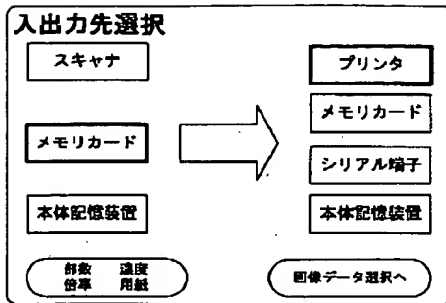 入出力先選択
スキャナ
メモリカード
本体記憶装置
プリンタ
メモリカード
シリアル端子
本体記憶装置
部数 濃度
倍率 用紙
画像データ選択へ